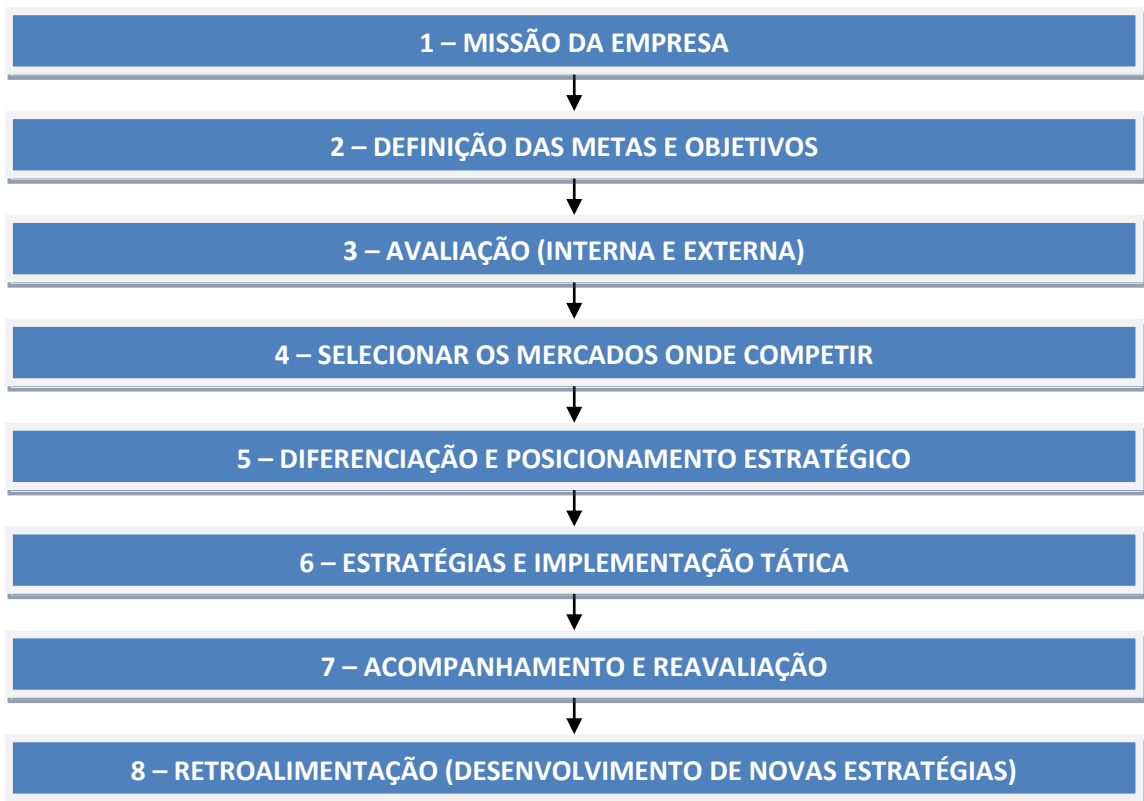 1 – MISSÃO DA EMPRESA
2 – DEFINIÇÃO DAS METAS E OBJETIVOS
3 – AVALIAÇÃO (INTERNA E EXTERNA)
4 – SELECIONAR OS MERCADOS ONDE COMPETIR
5 – DIFERENCIAÇÃO E POSICIONAMENTO ESTRATÉGICO
6 – ESTRATÉGIAS E IMPLEMENTAÇÃO TÁTICA
7 – ACOMPANHAMENTO E REAVALIAÇÃO
8 – RETROALIMENTAÇÃO (DESENVOLVIMENTO DE NOVAS ESTRATÉGIAS)